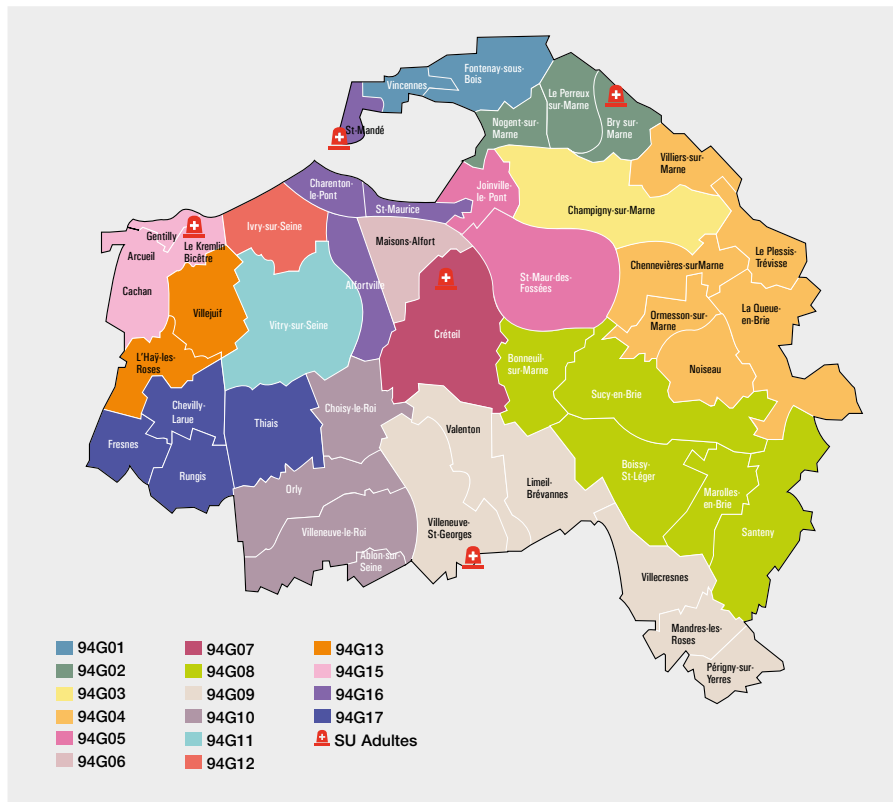 Fontenay-sous-
Bois
Vincennes
Le Perreux
sur-Marne
St-Mandé
Nogent-sur-
Marne
Bry sur-
Marne
Villiers-sur-
Marne
Charenton-
le-Pont
Joinville-
le- Pont
St-Maurice
Champigny-sur-Marne
Ivry-sur-Seine
Gentilly
Le Kremlin
Bicêtre
Maisons-Alfort
Arcueil
Le Plessis-
Trévisse
Chennevières-surMarne
St-Maur-des-
Fossées
Cachan
Alfortville
Villejuif
Vitry-sur-Seine
Créteil
Ormesson-sur-
Marne
La Queue-
en-Brie
L'Haÿ-les-
Roses
Bonneuil-
sur-Marne
Noiseau
Sucy-en-Brie
Chevilly-
Larue
Choisy-le-Roi
Thiais
Valenton
Fresnes
Rungis
Boissy-
St-Léger
Limeil-
Brévannes
Orly
Marolles-
en-Brie
Villeneuve-
St-Georges
Villeneuve-le-Roi
Santeny
Ablon-sur-
Seine
Villecresnes
Mandres-les-
Roses
Périgny-sur-
Yerres
94G01
94G02
94G03
94G04
94G05
94G06
94G07
94G08
94G09
94G10
94G11
94G12
94G13
94G15
94G16
94G17
SU Adultes